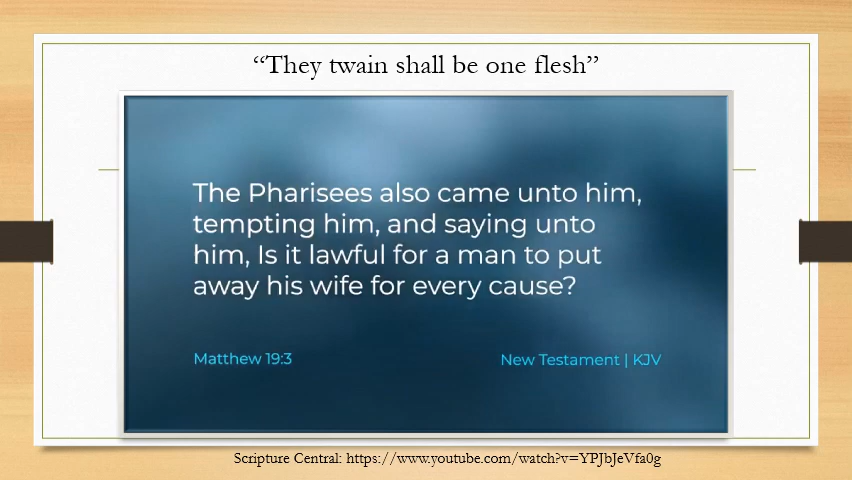 “They twain shall be one flesh”
The Pharisees also came unto him,
tempting him, and saying unto
him, Is it lawful for a man to put
away his wife for every cause?
Matthew 19:3
New Testament | KJV
Scripture Central: https://www.youtube.com/watch?v=YPJbJeVfa0g